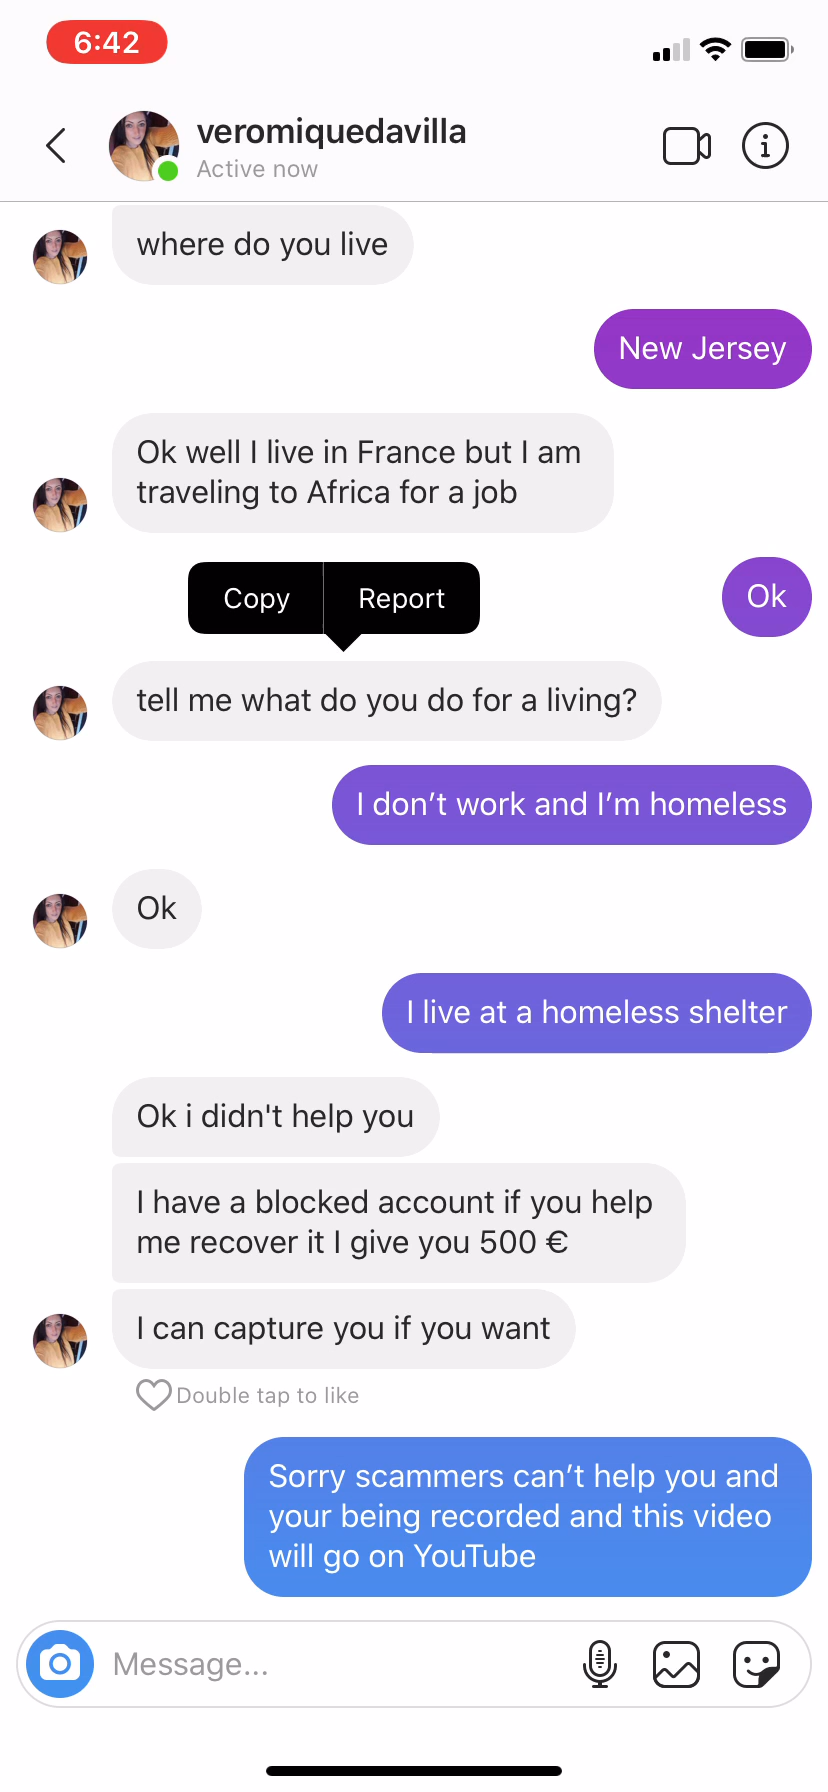 6:42
veromiquedavilla
Active now
where do you live
New Jersey
Ok well I live in France but I am
traveling to Africa for a job
Copy Report
Ok
tell me what do you do for a living?
I don’t work and I’m homeless
Ok
I live at a homeless shelter
Ok i didn't help you
I have a blocked account if you help
me recover it I give you 500 €
I can capture you if you want
Double tap to like
Sorry scammers can’t help you and
your being recorded and this video
will go on YouTube
Message...